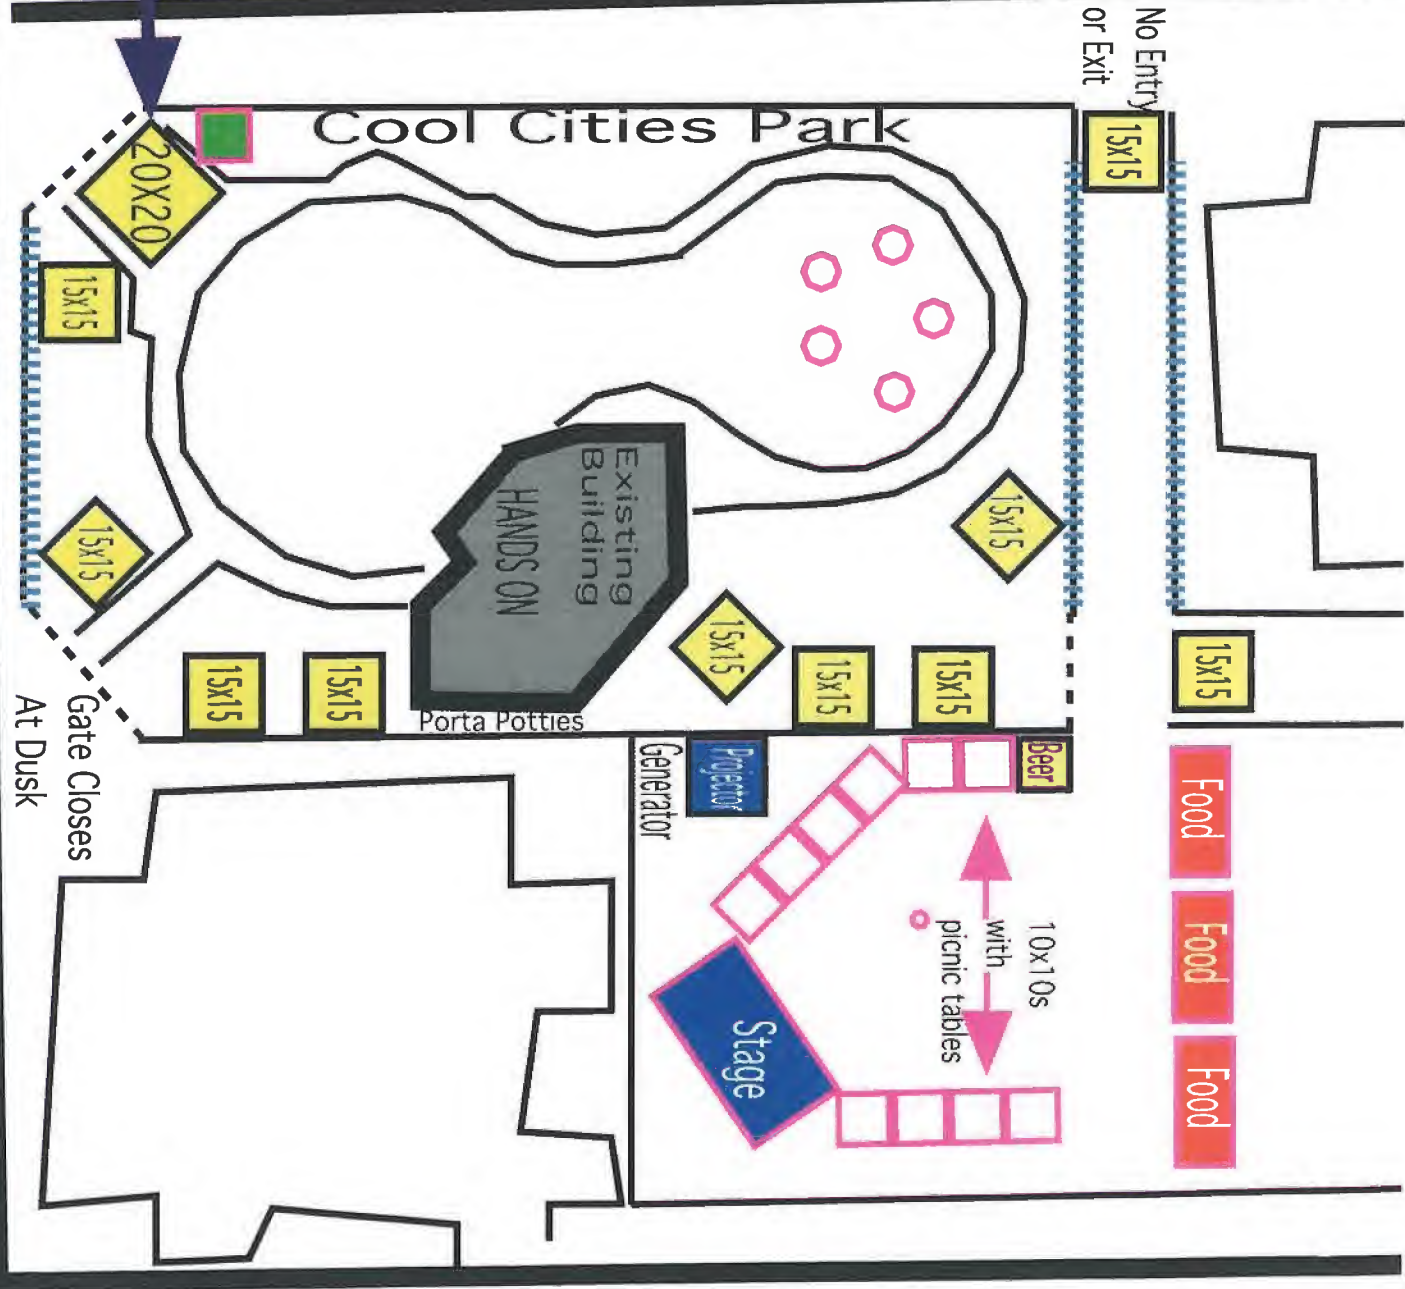 No Entry
or Exit
15x15
Cool Cities Park
20X20
15x15
15x15
15x15
Existing
Building
HANDS ON
15x15
15x15
15x15
15x15
15x15
15x15
Porta Potties
Gate Closes
At Dusk
Generator
Projector
Beer
Food
Food
Food
10x10s
with
picnic tables
Stage